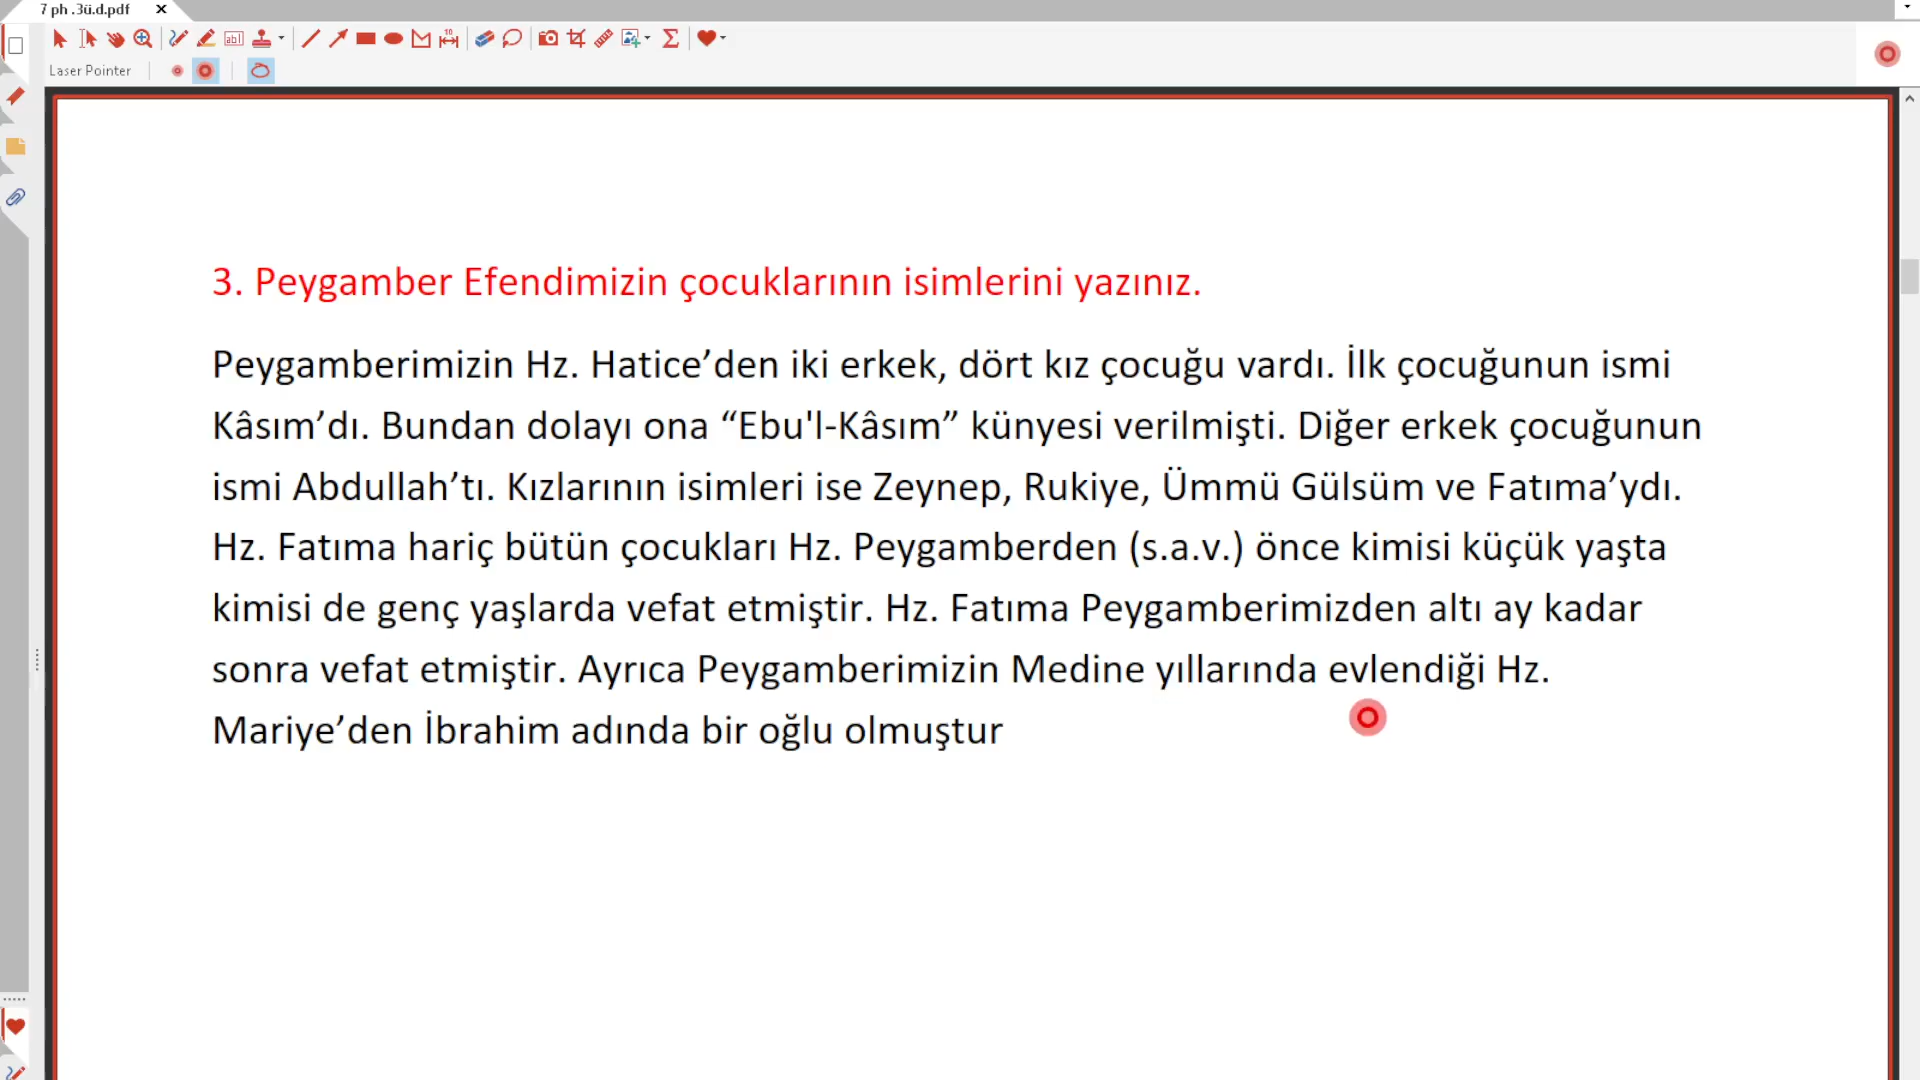 7 ph .3ü.d.pdf
Laser Pointer
3. Peygamber Efendimizin çocuklarının isimlerini yazınız.
Peygamberimizin Hz. Hatice’den iki erkek, dört kız çocuğu vardı. İlk çocuğunun ismi
Kâsım’dı. Bundan dolayı ona “Ebu'l-Kâsım” künyesi verilmişti. Diğer erkek çocuğunun
ismi Abdullah’tı. Kızlarının isimleri ise Zeynep, Rukiye, Ümmü Gülsüm ve Fatıma’ydı.
Hz. Fatıma hariç bütün çocukları Hz. Peygamberden (s.a.v.) önce kimisi küçük yaşta
kimisi de genç yaşlarda vefat etmiştir. Hz. Fatıma Peygamberimizden altı ay kadar
sonra vefat etmiştir. Ayrıca Peygamberimizin Medine yıllarında evlendiği Hz.
Mariye’den İbrahim adında bir oğlu olmuştur